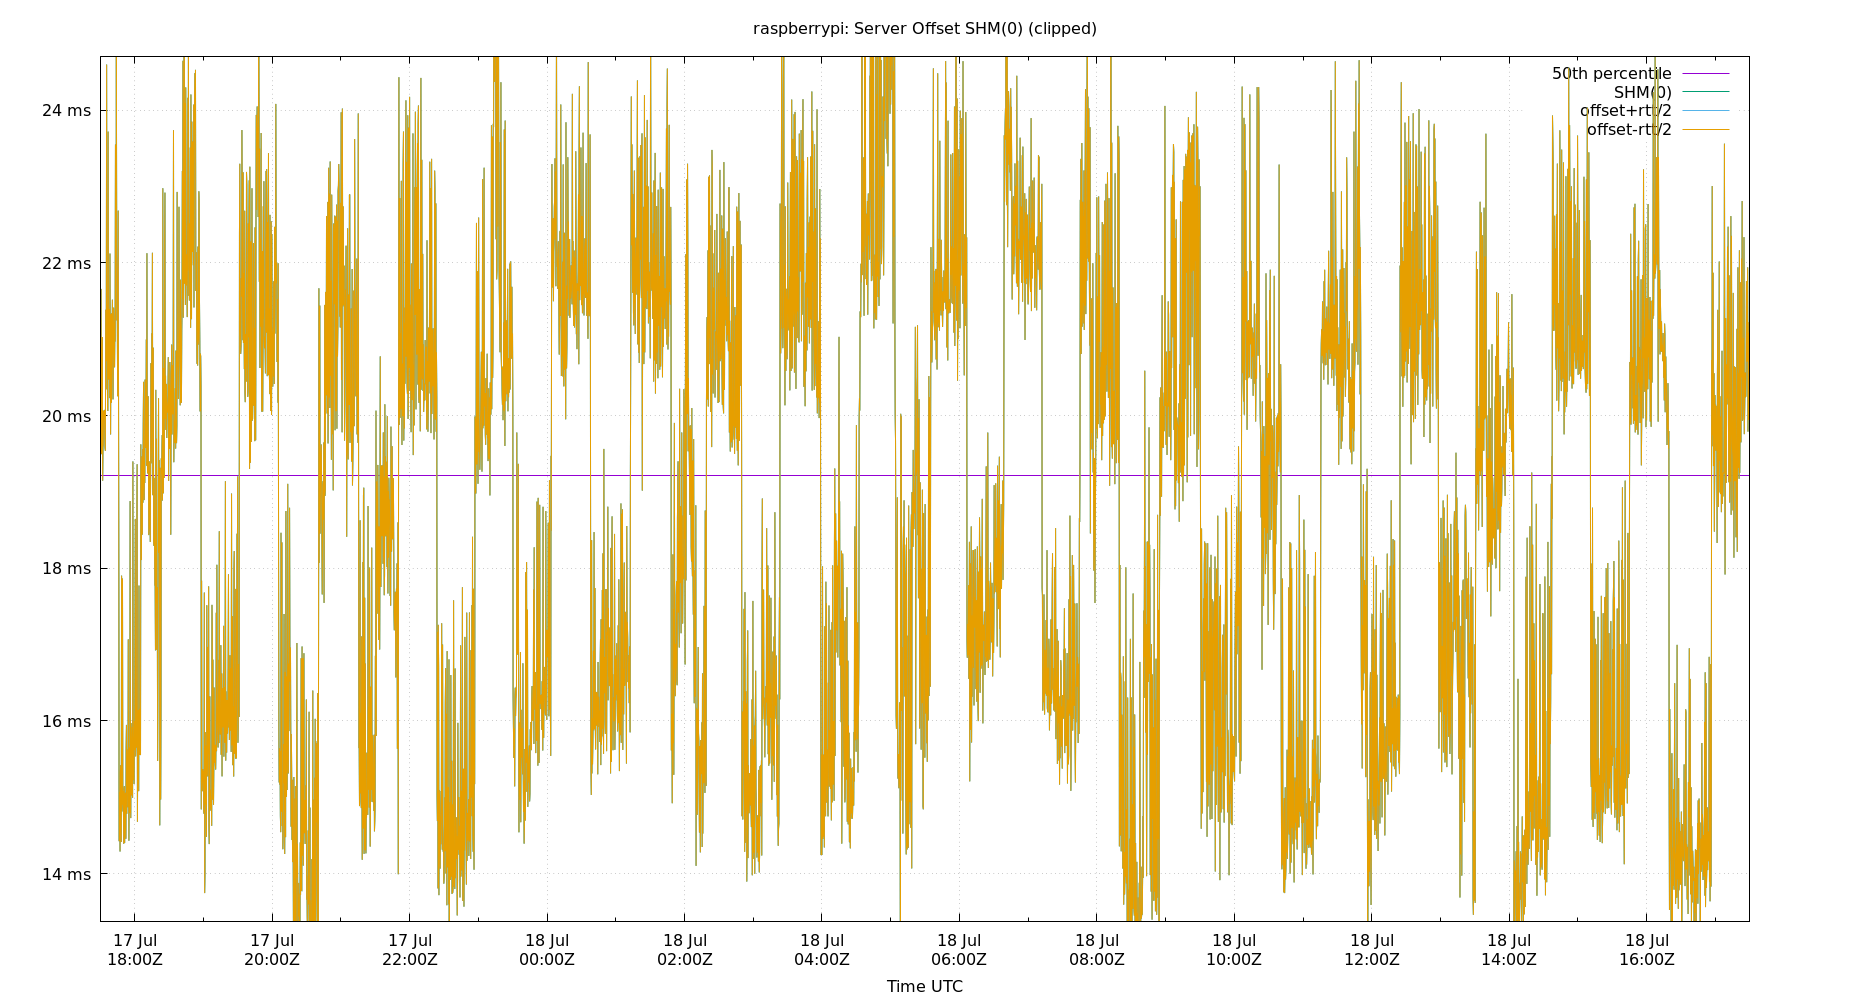 raspberrypi: Server Offset SHM(0) (clipped)
50th percentile
SHM(0)
offset+rtt/2
offset-rtt/2
24 ms
22 ms
20 ms
18 ms
16 ms
14 ms
17 Jul 17 Jul 17 Jul 18 Jul 18 Jul 18 Jul 18 Jul 18 Jul 18 Jul 18 Jul 18 Jul 18 Jul
18:00Z 20:00Z 22:00Z 00:00Z 02:00Z 04:00Z 06:00Z 08:00Z 10:00Z 12:00Z 14:00Z 16:00Z
Time UTC